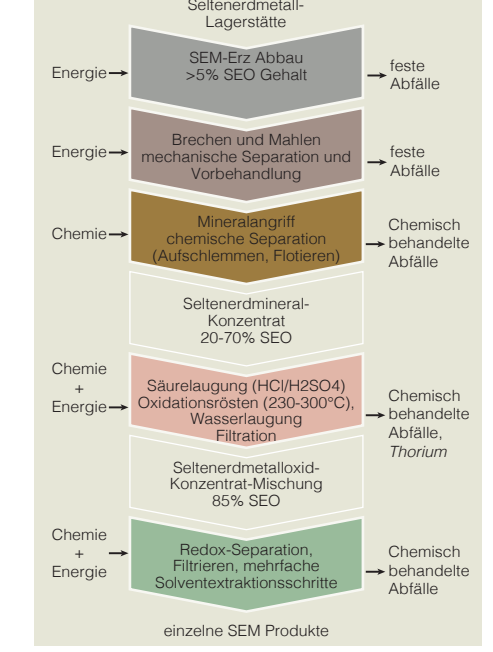 Seltenerdmetall-
Lagerstätte
SEM-Erz Abbau
>5% SEO Gehalt
Energie
feste
Abfälle
Brechen und Mahlen
mechanische Separation und
Vorbehandlung
Energie
feste
Abfälle
Mineralangriff
chemische Separation
(Aufschlemmen, Flotieren)
Chemie
Chemisch
behandelte
Abfälle
Seltenerdmineral-
Konzentrat
20-70% SEO
Chemie
+
Energie
Säurelaugung (HCl/H2SO4)
Oxidationsrösten (230-300°C),
Wasserlaugung
Filtration
Chemisch
behandelte
Abfälle,
Thorium
Seltenerdmetalloxid-
Konzentrat-Mischung
85% SEO
Chemie
+
Energie
Redox-Separation,
Filtrieren, mehrfache
Solventextraktionsschritte
Chemisch
behandelte
Abfälle
einzelne SEM Produkte